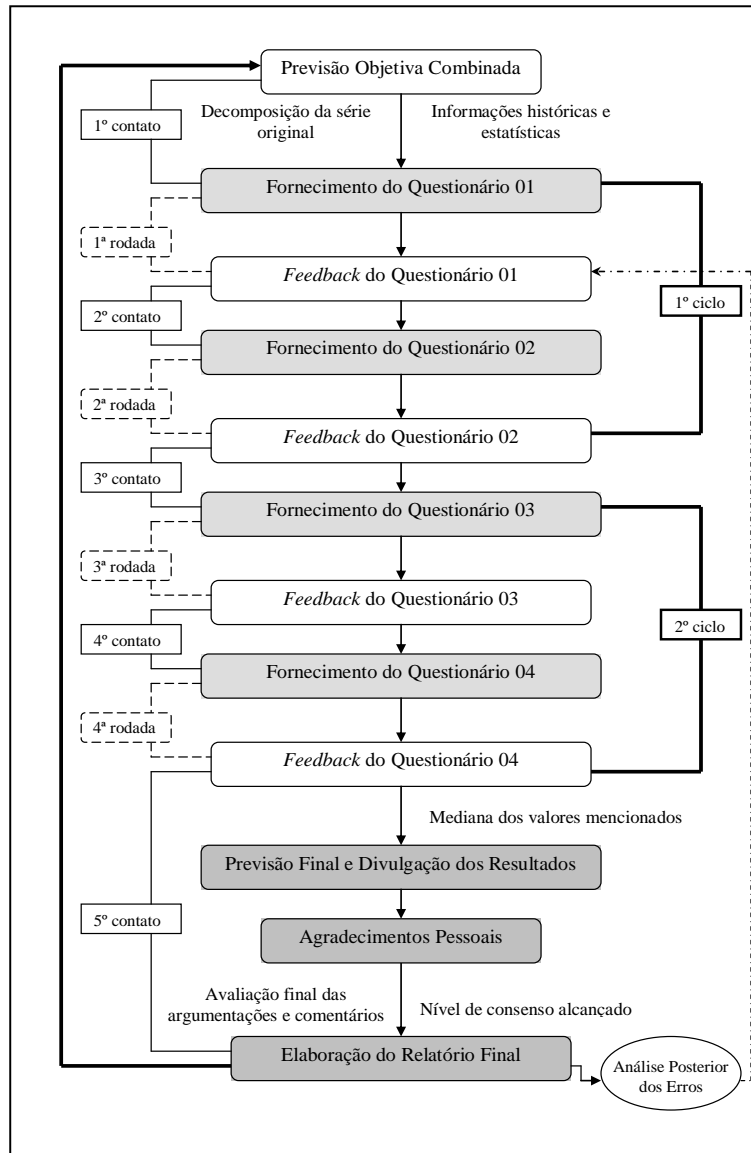 Previsão Objetiva Combinada
1º contato
Decomposição da série
original
Informações históricas e
estatísticas
Fornecimento do Questionário 01
1ª rodada
Feedback do Questionário 01
1º ciclo
2º contato
Fornecimento do Questionário 02
2ª rodada
Feedback do Questionário 02
3º contato
Fornecimento do Questionário 03
3ª rodada
Feedback do Questionário 03
2º ciclo
4º contato
Fornecimento do Questionário 04
4ª rodada
Feedback do Questionário 04
Mediana dos valores mencionados
Previsão Final e Divulgação dos Resultados
5º contato
Agradecimentos Pessoais
Avaliação final das
argumentações e comentários
Nível de consenso alcançado
Elaboração do Relatório Final
Análise Posterior
dos Erros